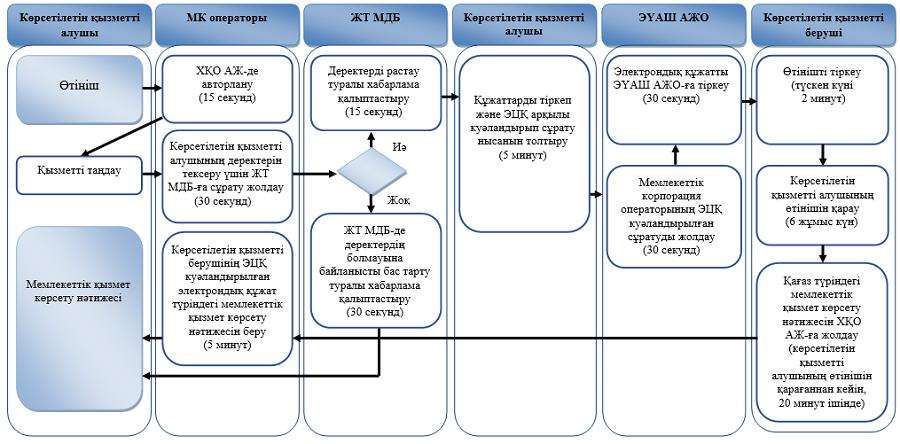 Көрсетілетін қызметті
алушы
МК операторы
ЖТ МДБ
Көрсетілетін қызметті
алушы
ЭҮАШ АЖО
Көрсетілетін қызметті
беруші
Өтініш
Қызметті таңдау
Мемлекеттік қызмет
көрсету нәтижесі
ХҚО АЖ-де
авторлану
(15 секунд)
Көрсетілетін қызметті
алушының деректерін
тексеру үшін ЖТ
МДБ-ға сұрату жолдау
(30 секунд)
Көрсетілетін қызметті
берушінің ЭЦҚ
куәландырылған
электрондық құжат
түріндегі мемлекеттік
қызмет көрсету
нәтижесін беру
(5 минут)
Деректерді растау
туралы хабарлама
қалыптастыру
(15 секунд)
Иә
Жоқ
ЖТ МДБ-де
деректердің
болмауына
байланысты бас тарту
туралы хабарлама
қалыптастыру
(30 секунд)
Құжаттарды тіркеп
және ЭЦҚ арқылы
куәландырып сұрату
нысанын толтыру
(5 минут)
Электрондық құжатты
ЭҮАШ АЖО-ға тіркеу
(30 секунд)
Мемлекеттік
корпорация
операторының ЭЦҚ
куәландырылған
сұратуды жолдау
(30 секунд)
Өтінішті тіркеу
(түскен күні
2 минут)
Көрсетілетін
қызметті алушының
өтінішін қарау
(6 жұмыс күн)
Қағаз түріндегі
мемлекеттік
қызмет көрсету
нәтижесін ХҚО
АЖ-ға жолдау
(көрсетілетін
қызметті
алушының өтінішін
қарағаннан кейін,
20 минут ішінде)